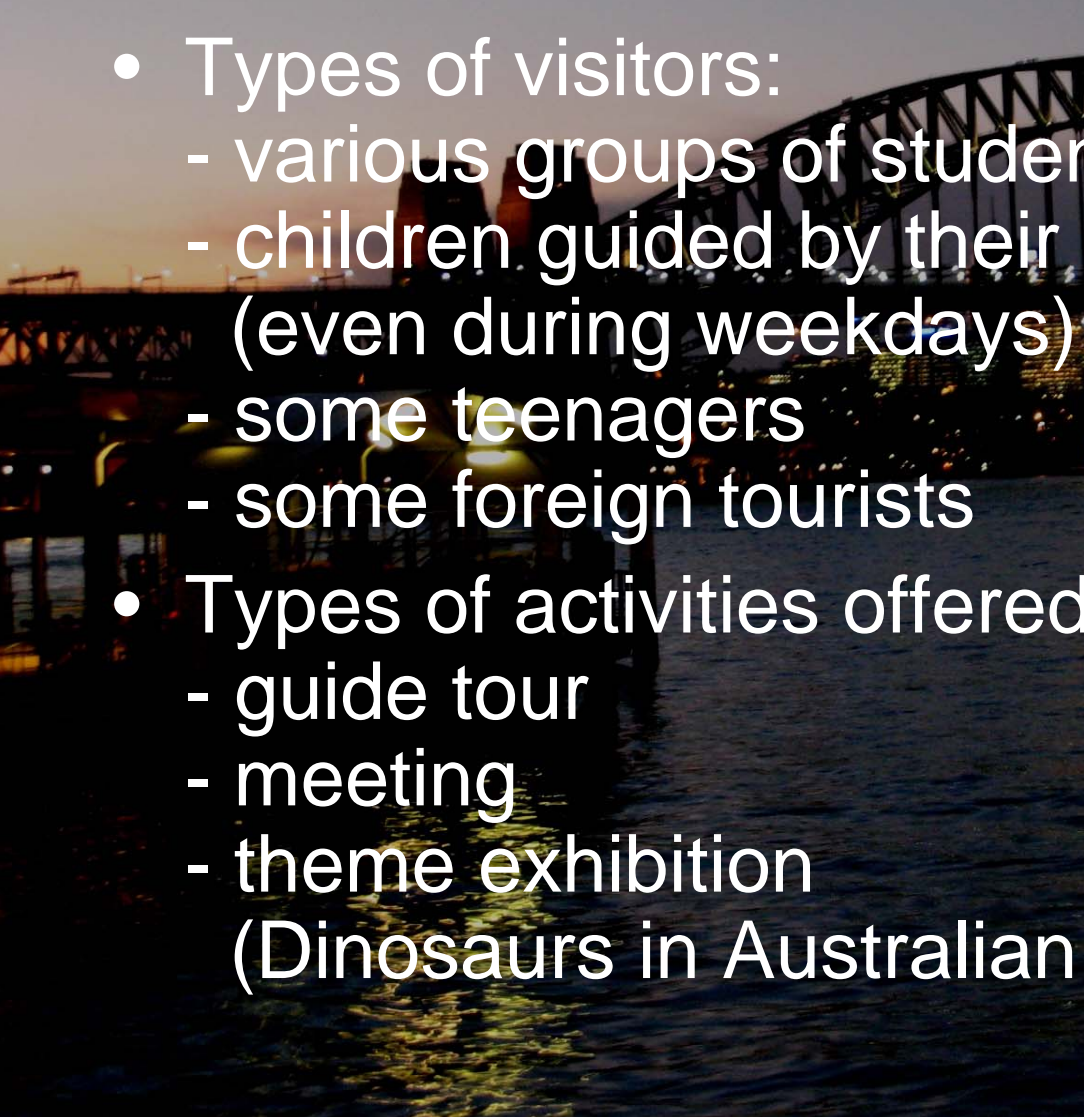 • Types of visitors:
- various groups of
- children guided by their
(even during weekdays)
- some teenagers
- some foreign tourists
• Types of activities offered
- guide tour
- meeting
- theme exhibition
(Dinosaurs in Australian